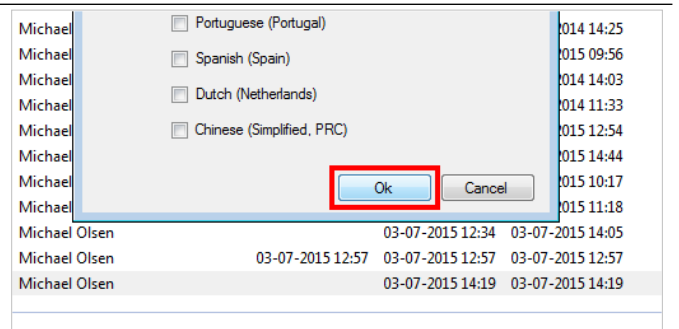 Michael Portuguese (Portugal) 2014 14:25
Michael Spanish (Spain) 2015 09:56
Michael 2014 14:03
Michael Dutch (Netherlands) 2014 11:33
Michael Chinese (Simplified, PRC) 2015 12:54
Michael 2015 14:44
Michael Ok Cancel 2015 10:17
Michael 2015 11:18
Michael Olsen 03-07-2015 12:34 03-07-2015 14:05
Michael Olsen 03-07-2015 12:57 03-07-2015 12:57 03-07-2015 12:57
Michael Olsen 03-07-2015 14:19 03-07-2015 14:19